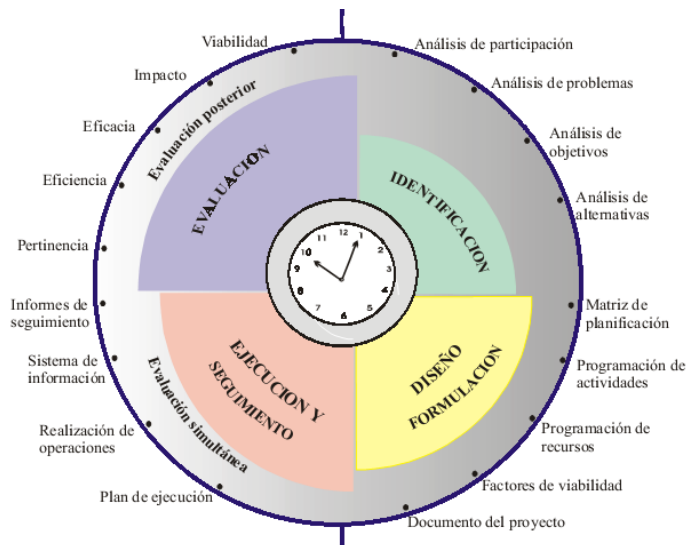 Viabilidad
Análisis de participación
Impacto
Análisis de problemas
Eficacia
Análisis de
objetivos
Eficiencia
Análisis de
alternativas
Pertinencia
Informes de
seguimiento
Matriz de
planificación
Sistema de
información
Programación de
actividades
Realización de
operaciones
Programación de
recursos
Plan de ejecución
Factores de viabilidad
Documento del proyecto
Evaluación posterior
EVALUACION
IDENTIFICACION
12
1
2
3
4
5
6
7
8
9
10
11
EJECUCION Y
SEGUIMIENTO
DISEÑO
FORMULACION
Evaluación simultánea